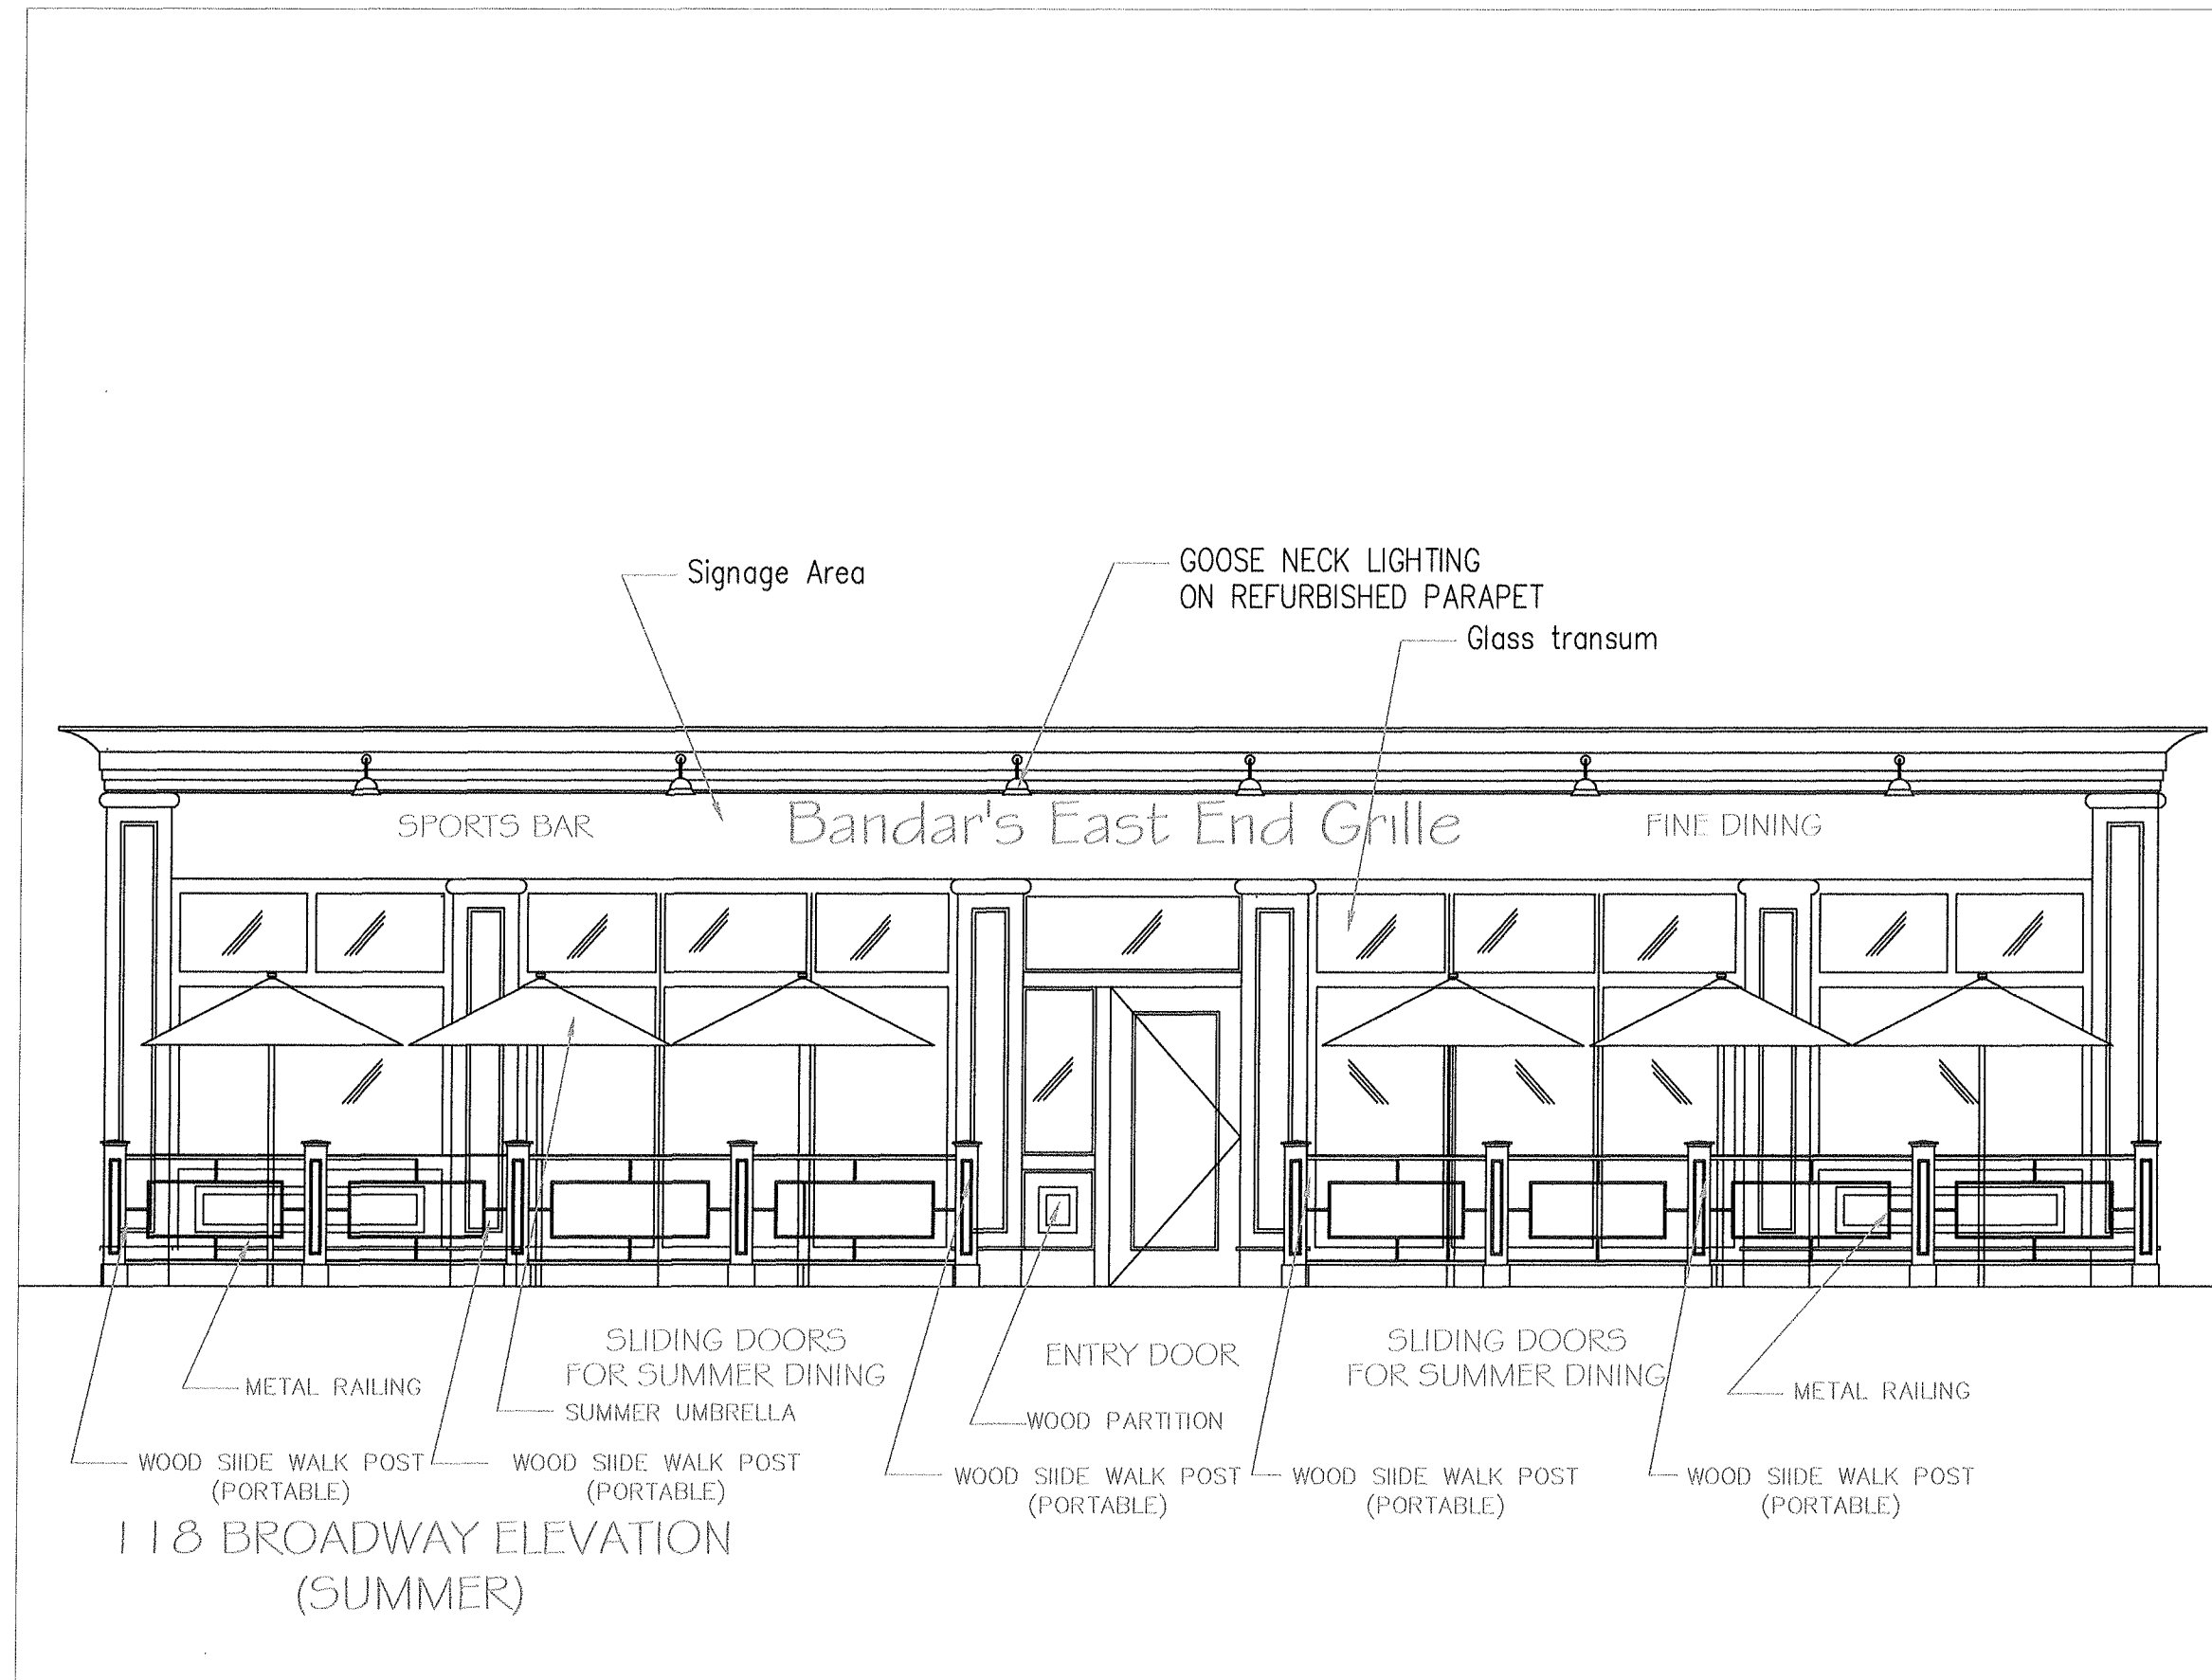 Signage Area
GOOSE NECK LIGHTING
ON REFURBISHED PARAPET
Glass transum
SPORTS BAR
Bandar's East End Grille
FINE DINING
SLIDING DOORS
FOR SUMMER DINING
ENTRY DOOR
SLIDING DOORS
FOR SUMMER DINING
METAL RAILING
SUMMER UMBRELLA
WOOD PARTITION
METAL RAILING
WOOD SIIDE WALK POST
(PORTABLE)
WOOD SIIDE WALK POST
(PORTABLE)
WOOD SIIDE WALK POST
(PORTABLE)
WOOD SIIDE WALK POST
(PORTABLE)
WOOD SIIDE WALK POST
(PORTABLE)
118 BROADWAY ELEVATION
(SUMMER)